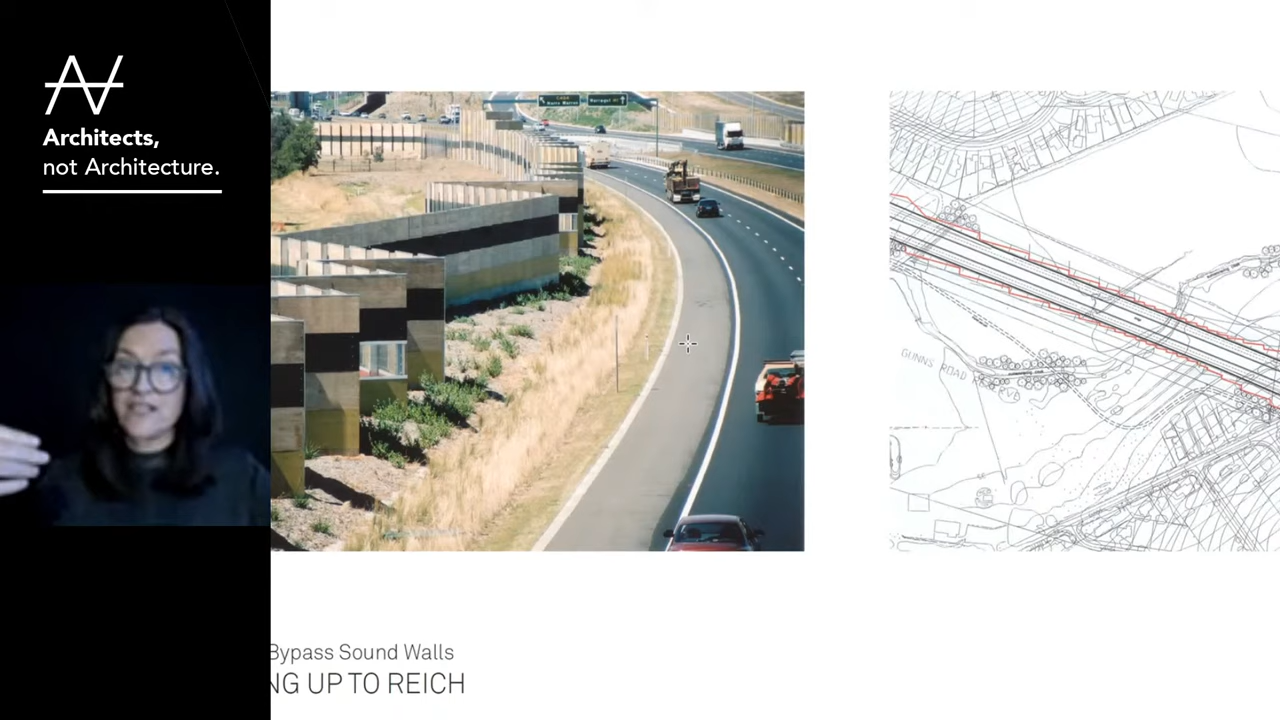 Architects,
not Architecture.
GUNNS ROAD
Bypass Sound Walls
NG UP TO REICH